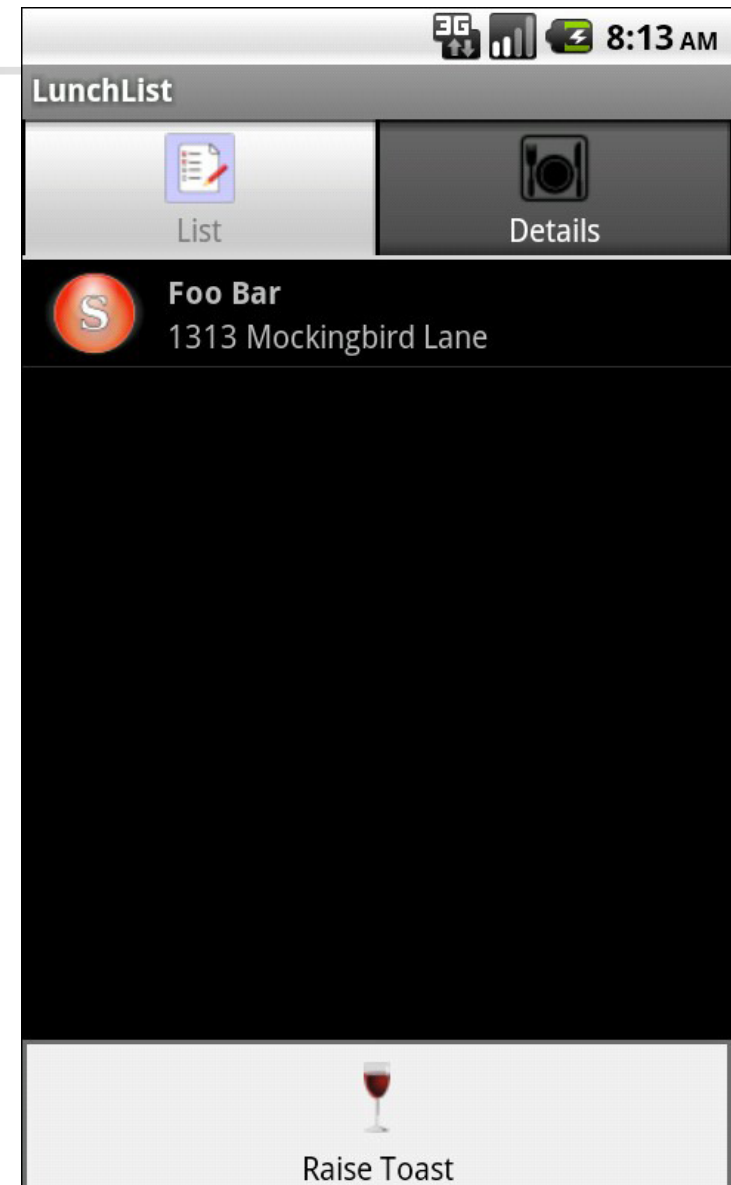 3G 8:13 AM
LunchList
List Details
S
Foo Bar
1313 Mockingbird Lane
Raise Toast